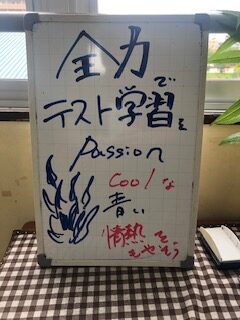 全力で
テスト学習を
passion
coolな
青い
情熱を
もやそう